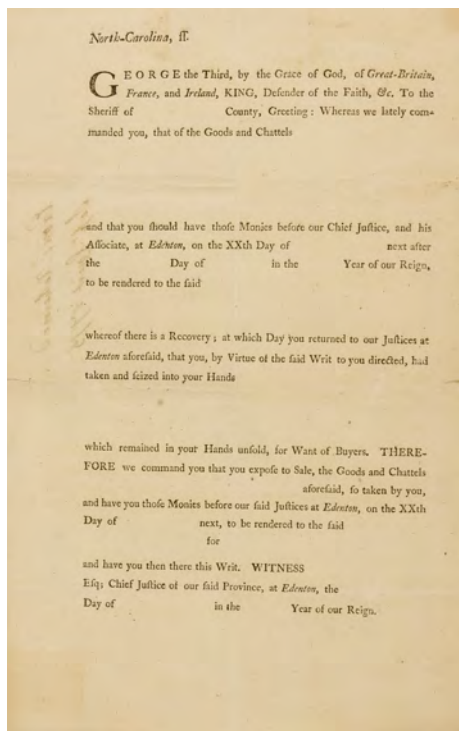 North-Carolina, ſſ.
GEORGE the Third, by the Grace of God, of Great-Britain,
France, and Ireland, KING, Defender of the Faith, &c. To the
Sheriff of County, Greeting: Whereas we lately com-
manded you, that of the Goods and Chattels
and that you ſhould have thoſe Monies before our Chief Juſtice, and his
Aſſociate, at Edenton, on the XXth Day of next after
the Day of in the Year of our Reign,
to be rendered to the ſaid
whereof there is a Recovery; at which Day you returned to our Juſtices at
Edenton aforeſaid, that you, by Virtue of the ſaid Writ to you directed, had
taken and ſeized into your Hands
which remained in your Hands unſold, for Want of Buyers. THERE-
FORE we command you that you expoſe to Sale, the Goods and Chattels
aforeſaid, ſo taken by you,
and have you thoſe Monies before our ſaid Juſtices at Edenton, on the XXth
Day of next, to be rendered to the ſaid
for
and have you then there this Writ. WITNESS
Eſq; Chief Juſtice of our ſaid Province, at Edenton, the
Day of in the Year of our Reign.